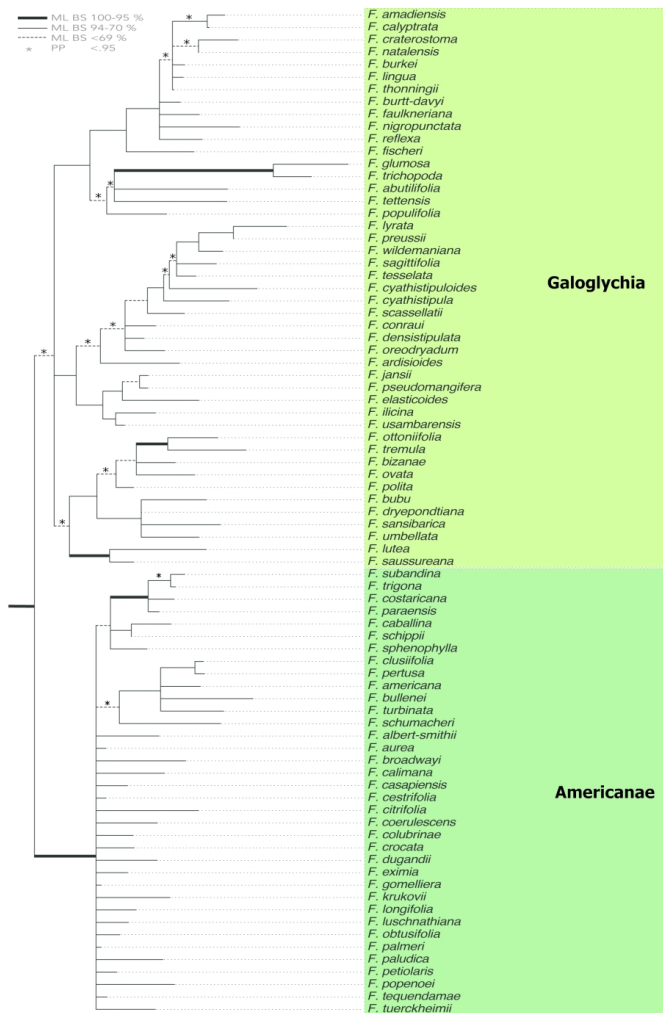 ML BS 100-95 %
ML BS 94-70 %
ML BS <69 %
* PP <.95
F. amadiensis
F. calyptrata
F. craterostoma
F. natalensis
F. burkei
F. lingua
F. thonningii
F. burtt-davyi
F. faulkneriana
F. nigropunctata
F. reflexa
F. fischeri
F. glumosa
F. trichopoda
F. abutilifolia
F. tettensis
F. populifolia
F. lyrata
F. preussii
F. wildemaniana
F. sagittifolia
F. tesselata
F. cyathistipuloides
F. cyathistipula
F. scassellatii
F. conraui
F. densistipulata
F. oreodryadum
F. ardisioides
F. jansii
F. pseudomangifera
F. elasticoides
F. ilicina
F. usambarensis
F. ottoniifolia
F. tremula
F. bizanae
F. ovata
F. polita
F. bubu
F. dryepondtiana
F. sansibarica
F. umbellata
F. lutea
F. saussureana
Galoglychia
F. subandina
F. trigona
F. costaricana
F. paraensis
F. caballina
F. schippii
F. sphenophylla
F. clusiifolia
F. pertusa
F. americana
F. bullenei
F. turbinata
F. schumacheri
F. albert-smithii
F. aurea
F. broadwayi
F. calimana
F. casapiensis
F. cestrifolia
F. citrifolia
F. coerulescens
F. colubrinae
F. crocata
F. dugandii
F. eximia
F. gomelliera
F. krukovii
F. longifolia
F. luschnathiana
F. obtusifolia
F. palmeri
F. paludica
F. petiolaris
F. popenoei
F. tequendamae
F. tuerckheimii
Americanae